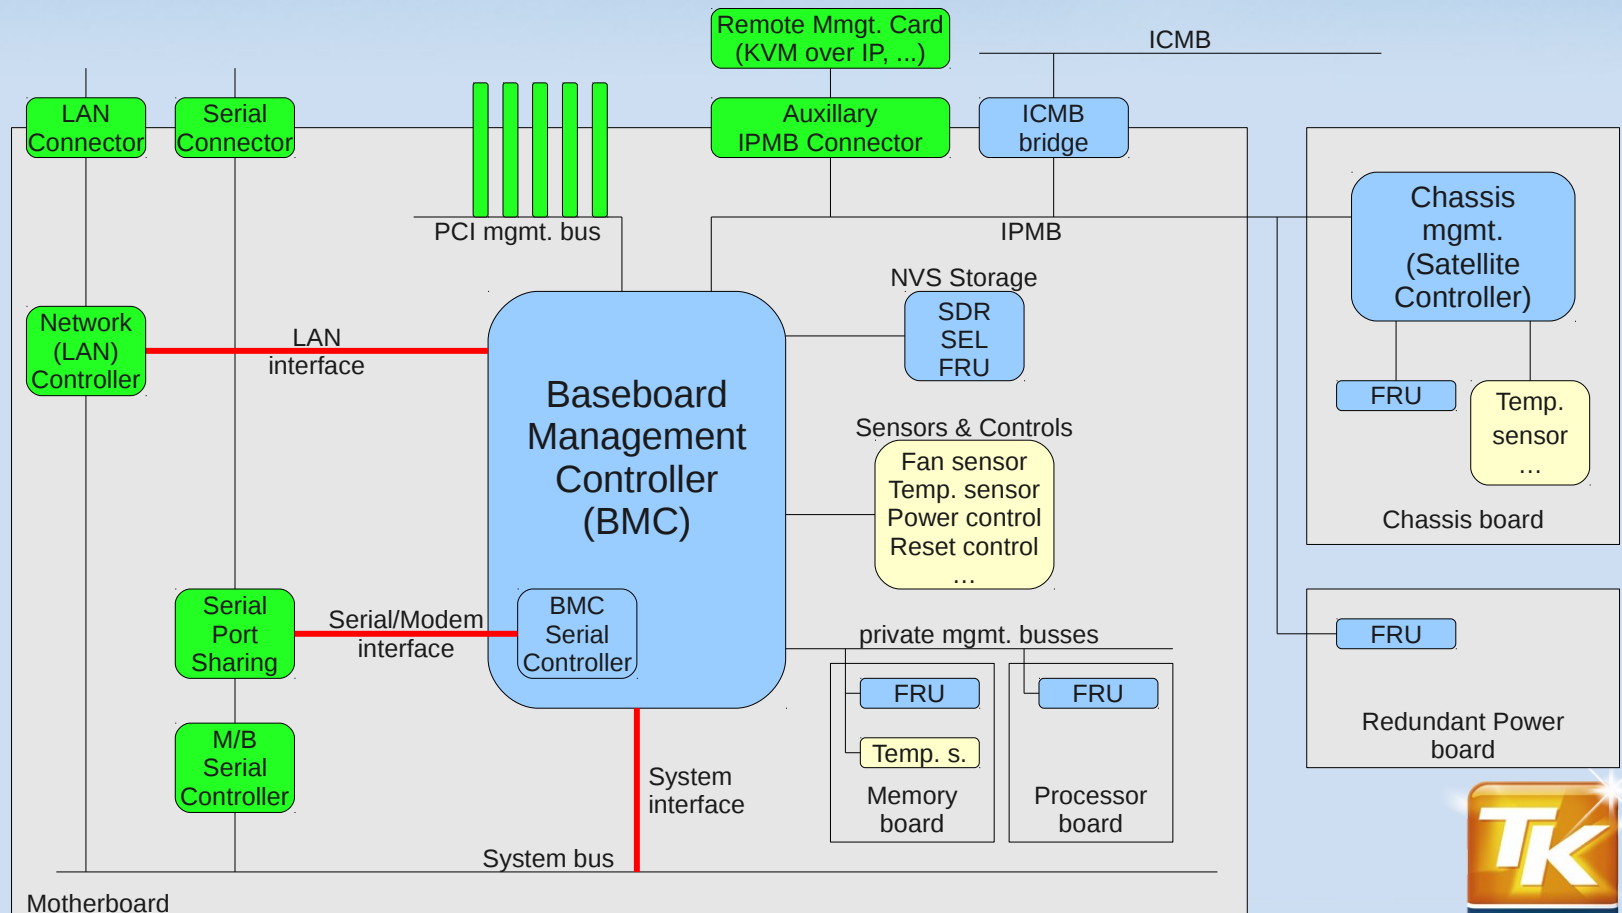 Remote Mmgt. Card
(KVM over IP, ...)
ICMB
LAN
Connector
Serial
Connector
Auxillary
IPMB Connector
ICMB
bridge
PCI mgmt. bus
IPMB
Chassis
mgmt.
(Satellite
Controller)
NVS Storage
SDR
SEL
FRU
Network
(LAN)
Controller
LAN
interface
Baseboard
Management
Controller
(BMC)
FRU
Temp.
sensor
...
Sensors & Controls
Fan sensor
Temp. sensor
Power control
Reset control
...
Chassis board
Serial
Port
Sharing
Serial/Modem
interface
BMC
Serial
Controller
private mgmt. busses
FRU
Temp. s.
Memory
board
FRU
Processor
board
FRU
Redundant Power
board
M/B
Serial
Controller
System
interface
System bus
Motherboard
TK